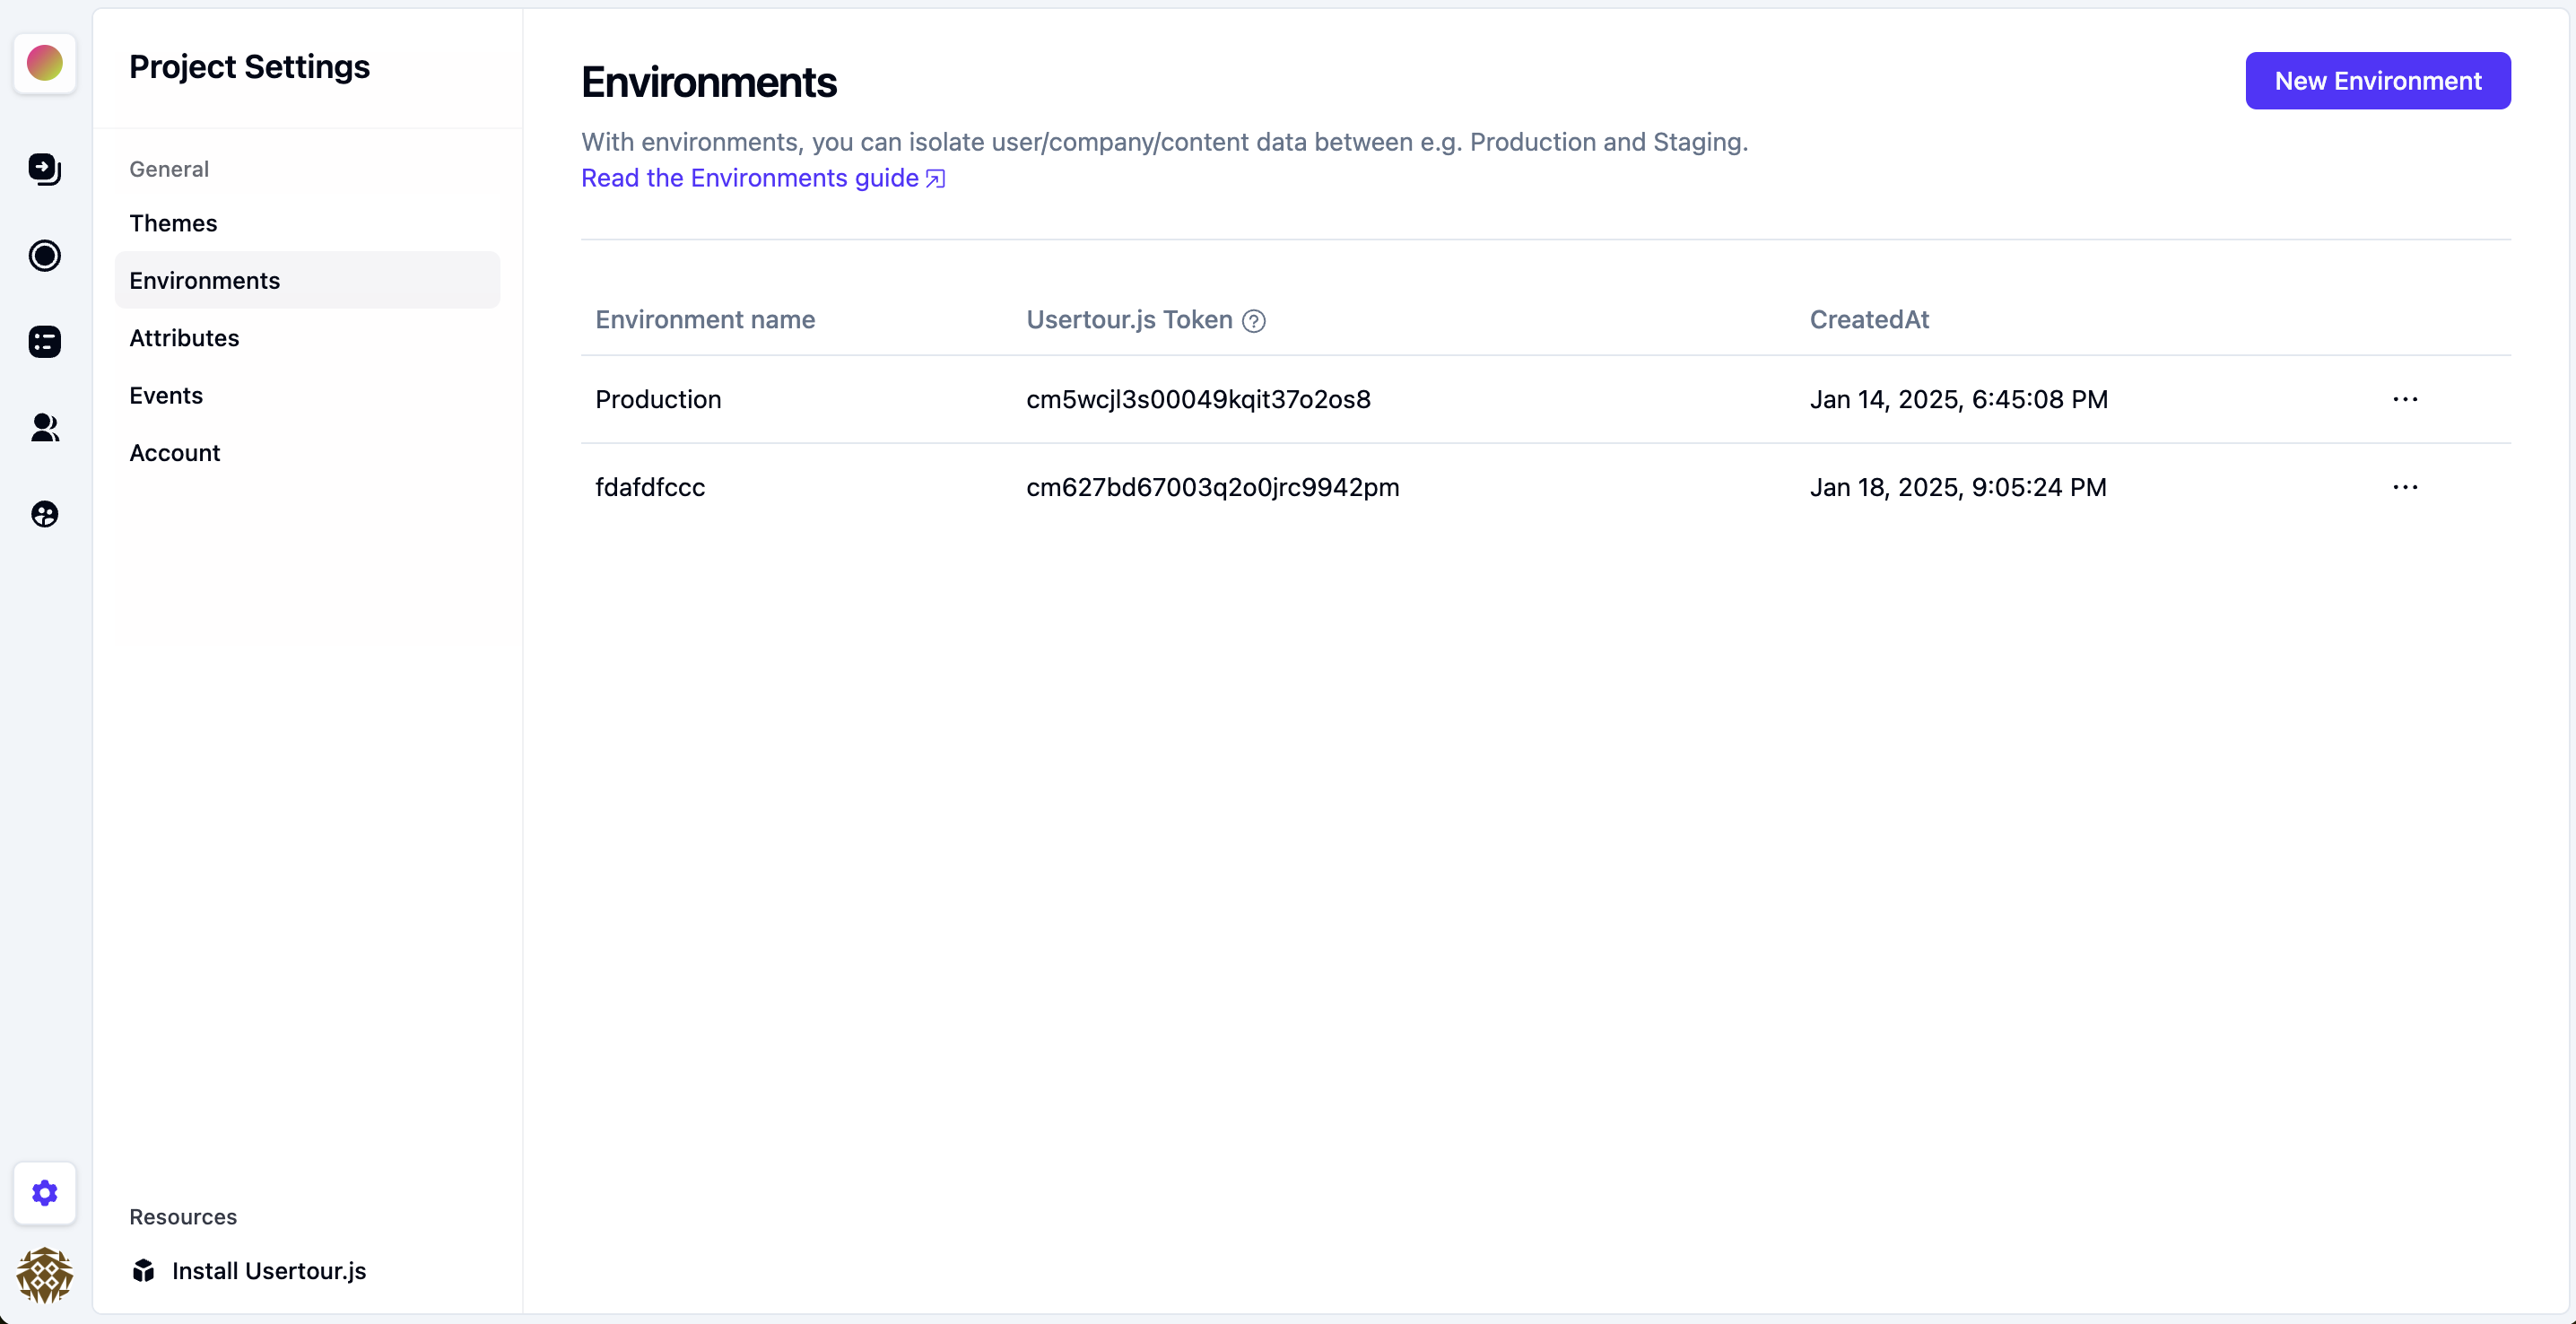 Project Settings
General
Themes
Environments
Attributes
Events
Account
Resources
Install Usertour.js
Environments
New Environment
With environments, you can isolate user/company/content data between e.g. Production and Staging.
Read the Environments guide
Environment name Usertour.js Token CreatedAt
Production cm5wcjl3s00049kqit37o2os8 Jan 14, 2025, 6:45:08 PM
fdafdfccc cm627bd67003q2o0jrc9942pm Jan 18, 2025, 9:05:24 PM